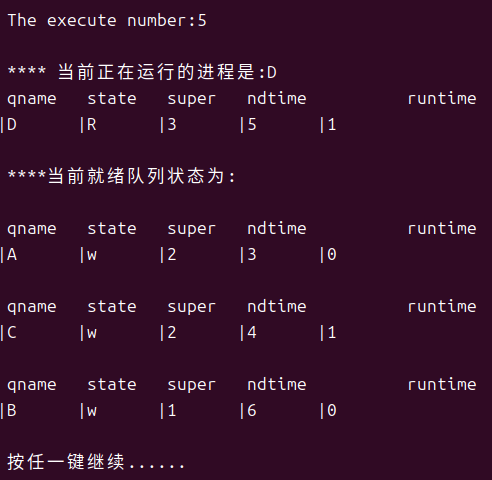 The execute number:5
**** 当前正在运行的进程是:D
qname state super ndtime runtime
|D |R |3 |5 |1
****当前就绪队列状态为:
qname state super ndtime runtime
|A |w |2 |3 |0
qname state super ndtime runtime
|C |w |2 |4 |1
qname state super ndtime runtime
|B |w |1 |6 |0
按任一键继续......